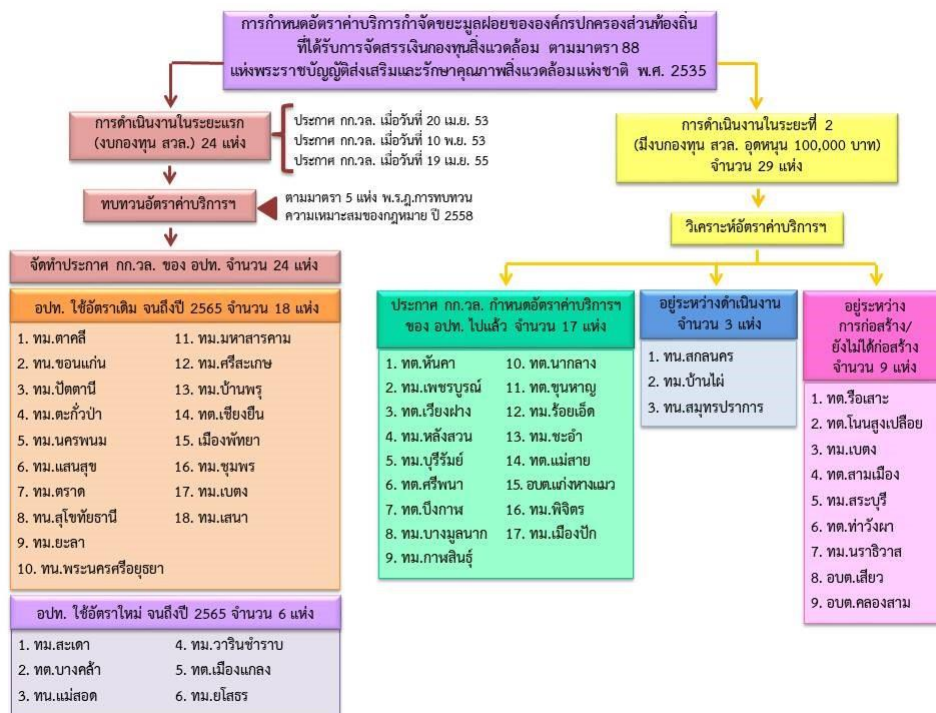 การกำหนดอัตราค่าบริการกำจัดขยะมูลฝอยขององค์กรปกครองส่วนท้องถิ่น
ที่ได้รับการจัดสรรเงินกองทุนสิ่งแวดล้อม ตามมาตรา 88
แห่งพระราชบัญญัติส่งเสริมและรักษาคุณภาพสิ่งแวดล้อมแห่งชาติ พ.ศ. 2535
การดำเนินงานในระยะแรก
(งบกองทุน สวล.) 24 แห่ง
ประกาศ กก.วล. เมื่อวันที่ 20 เม.ย. 53
ประกาศ กก.วล. เมื่อวันที่ 10 พ.ย. 53
ประกาศ กก.วล. เมื่อวันที่ 19 เม.ย. 55
ทบทวนอัตราค่าบริการฯ
ตามมาตรา 5 แห่ง พ.ร.ฎ.การทบทวน
ความเหมาะสมของกฎหมาย ปี 2558
จัดทำประกาศ กก.วล. ของ อปท. จำนวน 24 แห่ง
อปท. ใช้อัตราเดิม จนถึงปี 2565 จำนวน 18 แห่ง
1. ทม.ตาคลี
2. ทน.ขอนแก่น
3. ทม.ปัตตานี
4. ทม.ตะกั่วป่า
5. ทม.นครพนม
6. ทม.แสนสุข
7. ทม.ตราด
8. ทน.สุโขทัยธานี
9. ทม.ยะลา
10. ทน.พระนครศรีอยุธยา
11. ทม.มหาสารคาม
12. ทม.ศรีสะเกษ
13. ทม.บ้านพรุ
14. ทต.เชียงยืน
15. เมืองพัทยา
16. ทม.ชุมพร
17. ทม.เบตง
18. ทม.เสนา
อปท. ใช้อัตราใหม่ จนถึงปี 2565 จำนวน 6 แห่ง
1. ทม.สะเดา
2. ทต.บางคล้า
3. ทน.แม่สอด
4. ทม.วารินชำราบ
5. ทต.เมืองแกลง
6. ทม.ยโสธร
การดำเนินงานในระยะที่ 2
(มีงบกองทุน สวล. อุดหนุน 100,000 บาท)
จำนวน 29 แห่ง
วิเคราะห์อัตราค่าบริการฯ
ประกาศ กก.วล. กำหนดอัตราค่าบริการฯ
ของ อปท. ไปแล้ว จำนวน 17 แห่ง
1. ทต.หันคา
2. ทม.เพชรบูรณ์
3. ทต.เวียงฝาง
4. ทม.หลังสวน
5. ทม.บุรีรัมย์
6. ทต.ศรีพนา
7. ทต.บึงกาฬ
8. ทม.บางมูลนาก
9. ทม.กาฬสินธุ์
10. ทต.นากลาง
11. ทต.ขุนหาญ
12. ทม.ร้อยเอ็ด
13. ทม.ชะอำ
14. ทต.แม่สาย
15. อบต.แก่งหางแมว
16. ทม.พิจิตร
17. ทม.เมืองปัก
อยู่ระหว่างดำเนินงาน
จำนวน 3 แห่ง
1. ทน.สกลนคร
2. ทม.บ้านไผ่
3. ทน.สมุทรปราการ
อยู่ระหว่าง
การก่อสร้าง/
ยังไม่ได้ก่อสร้าง
จำนวน 9 แห่ง
1. ทต.รือเสาะ
2. ทต.โนนสูงเปลือย
3. ทม.เบตง
4. ทต.สามเมือง
5. ทม.สระบุรี
6. ทต.ท่าวังผา
7. ทม.นราธิวาส
8. อบต.เสียว
9. อบต.คลองสาม